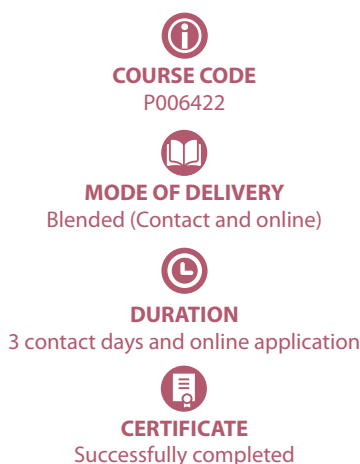 COURSE CODE
P006422
MODE OF DELIVERY
Blended (Contact and online)
DURATION
3 contact days and online application
CERTIFICATE
Successfully completed